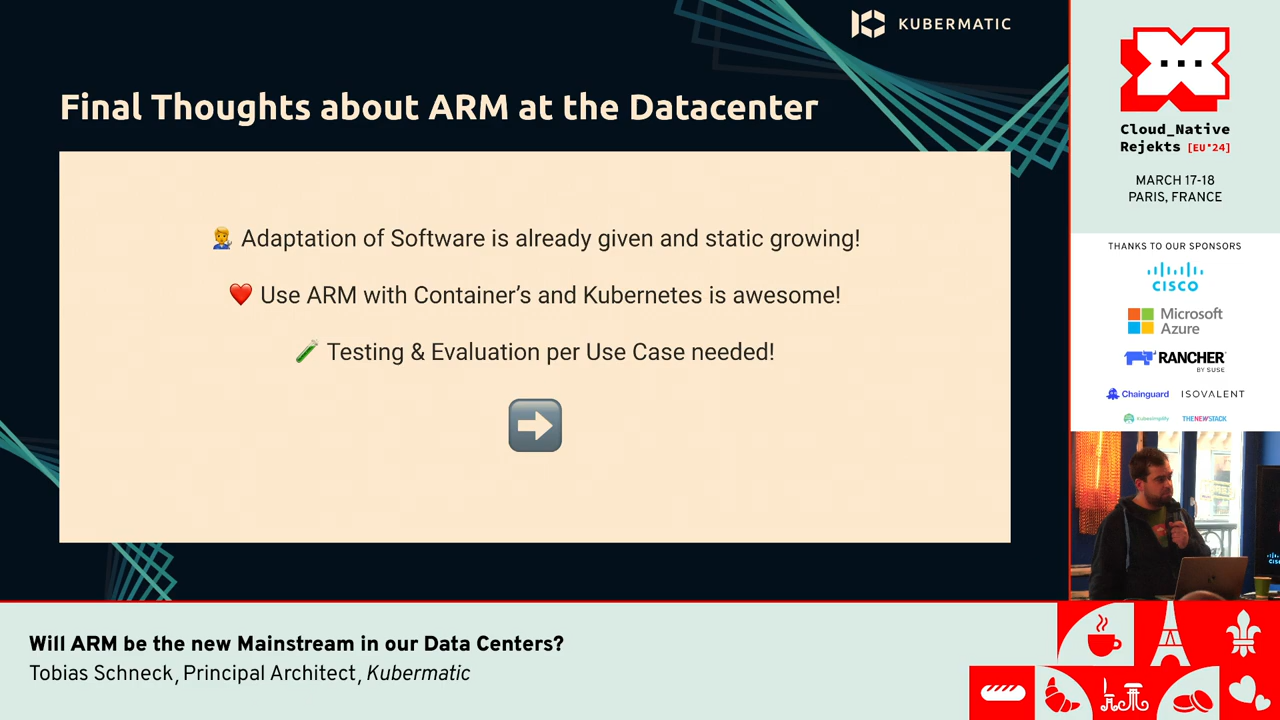 KUBERMATIC
Final Thoughts about ARM at the Datacenter
Adaptation of Software is already given and static growing!
Use ARM with Container’s and Kubernetes is awesome!
Testing & Evaluation per Use Case needed!
Cloud_Native
Rejekts [EU'24]
MARCH 17-18
PARIS, FRANCE
THANKS TO OUR SPONSORS
CISCO
Microsoft
Azure
RANCHER
BY SUSE
Chainguard
ISOVALENT
Kubesimplify
THENEWSTACK
Will ARM be the new Mainstream in our Data Centers?
Tobias Schneck, Principal Architect, Kubermatic